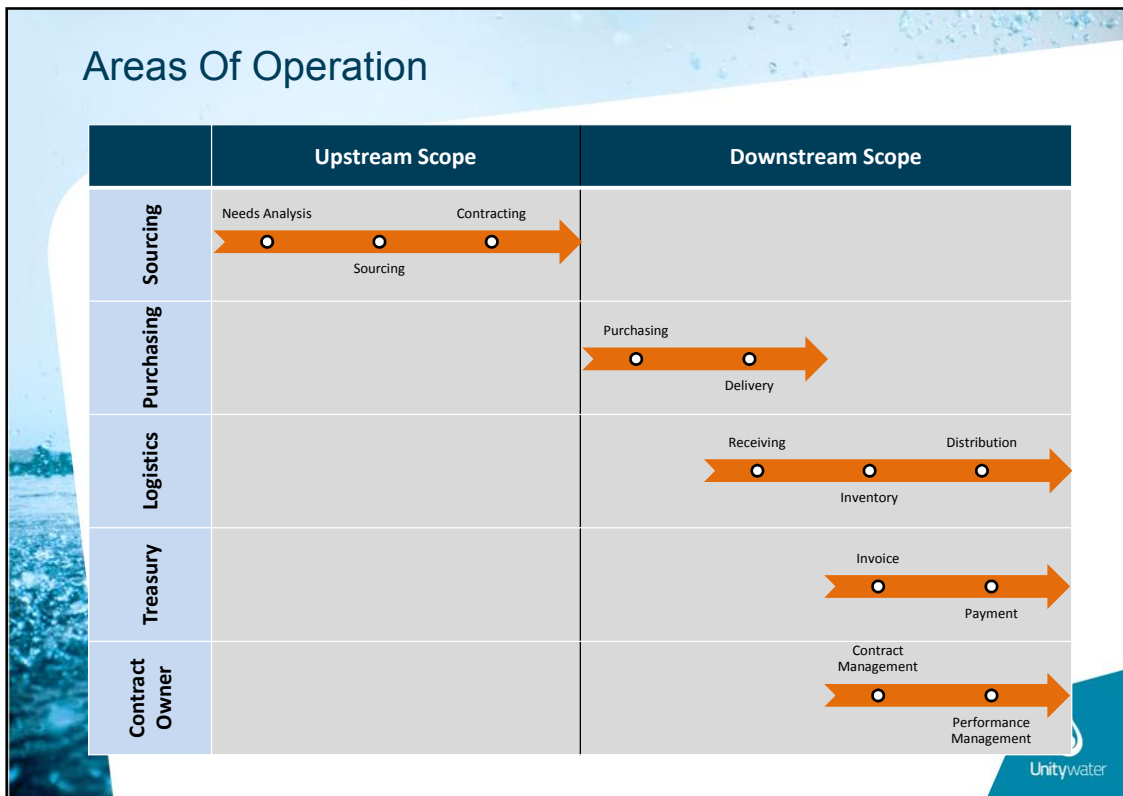 Areas Of Operation
Upstream Scope
Downstream Scope
Sourcing
Needs Analysis
Contracting
Sourcing
Purchasing
Purchasing
Delivery
Logistics
Receiving
Distribution
Inventory
Treasury
Invoice
Payment
Contract
Owner
Contract
Management
Performance
Management
Unitywater